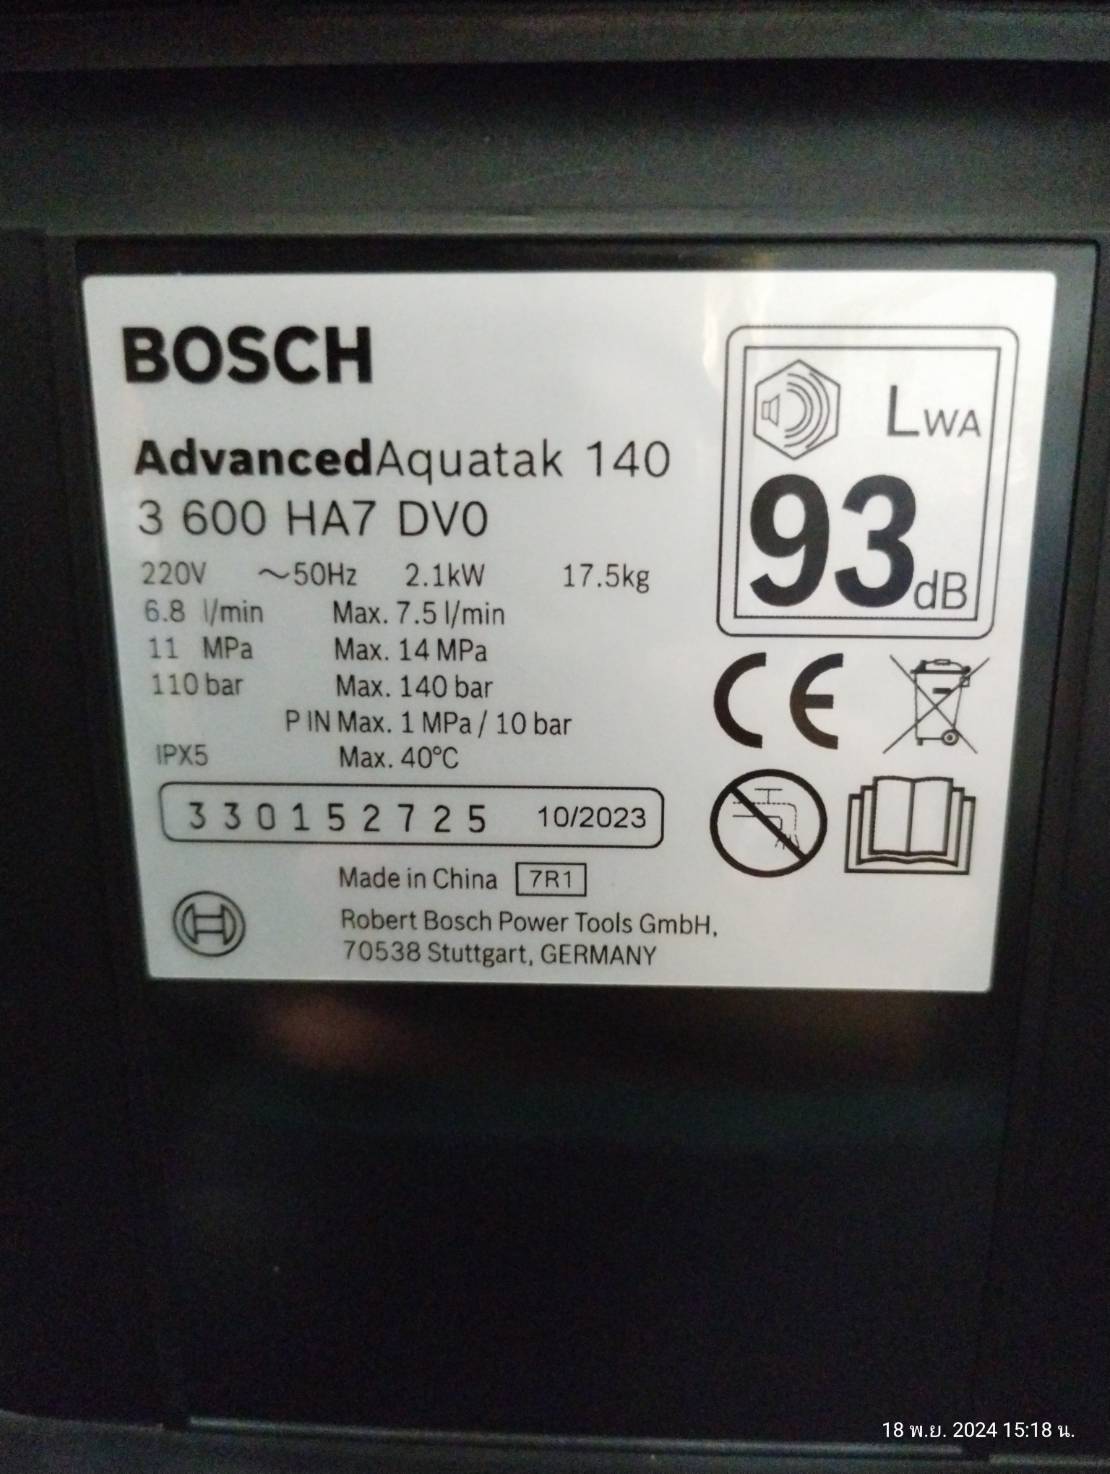 BOSCH
AdvancedAquatak 140
3 600 HA7 DV0
220V ~50Hz 2.1kW 17.5kg
6.8 l/min Max. 7.5 l/min
11 MPa Max. 14 MPa
110 bar Max. 140 bar
P IN Max. 1 MPa / 10 bar
IPX5 Max. 40°C
330152725 10/2023
Made in China 7R1
Robert Bosch Power Tools GmbH,
70538 Stuttgart, GERMANY
LWA
93 dB
CE
18 พ.ย. 2024 15:18 น.